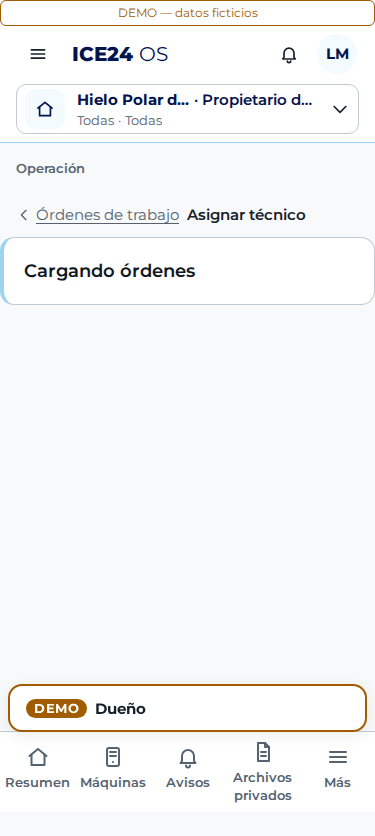 DEMO — datos ficticios
ICE24 OS
LM
Hielo Polar d... · Propietario d...
Todas · Todas
Operación
Órdenes de trabajo Asignar técnico
Cargando órdenes
DEMO Dueño
Resumen
Máquinas
Avisos
Archivos privados
Más